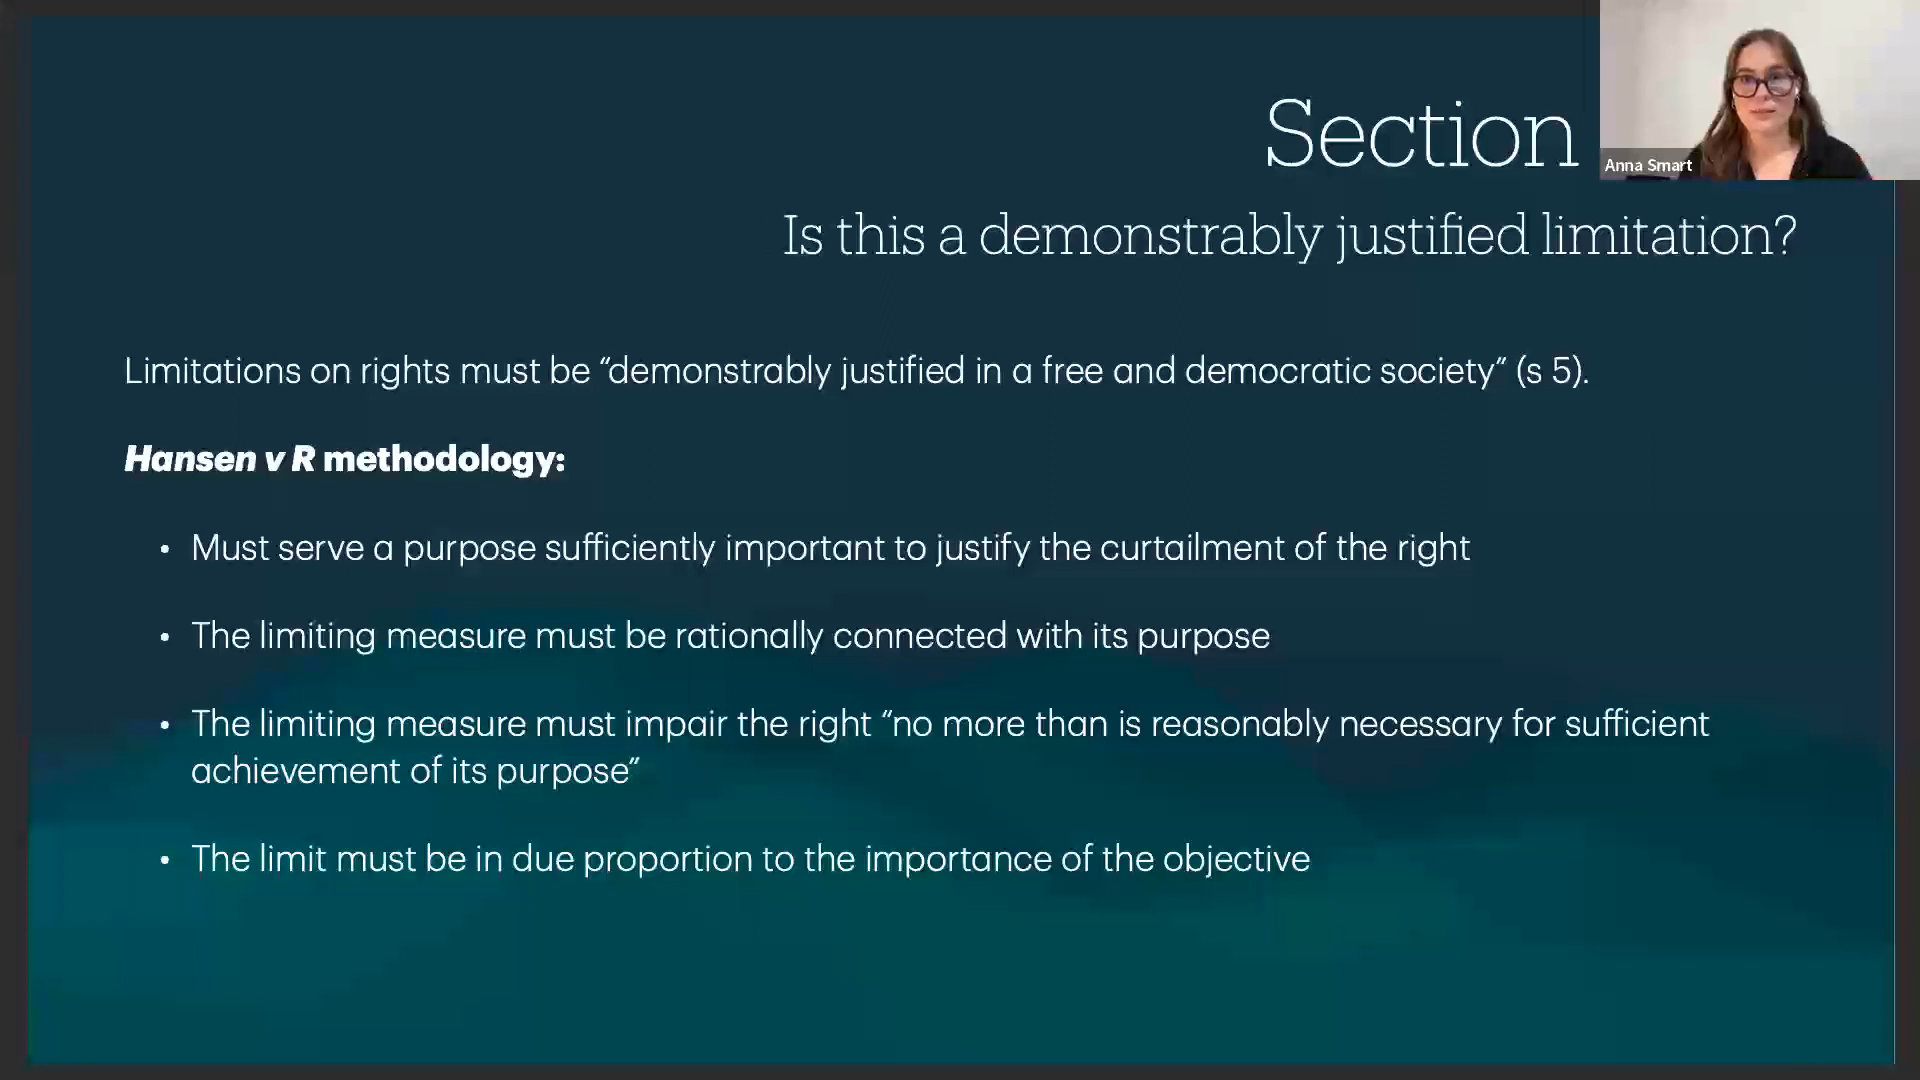 Section
Anna Smart
Is this a demonstrably justified limitation?
Limitations on rights must be “demonstrably justified in a free and democratic society” (s 5).
Hansen v R methodology:
• Must serve a purpose sufficiently important to justify the curtailment of the right
• The limiting measure must be rationally connected with its purpose
• The limiting measure must impair the right “no more than is reasonably necessary for sufficient
achievement of its purpose”
• The limit must be in due proportion to the importance of the objective